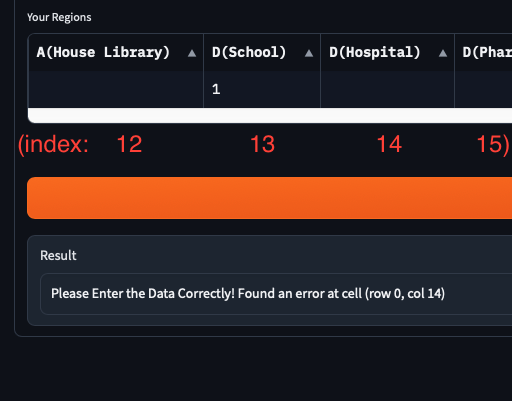 Your Regions
A(House Library) ▲ D(School) ▲ D(Hospital) ▲ D(Phar
1
(index: 12 13 14 15)
Result
Please Enter the Data Correctly! Found an error at cell (row 0, col 14)